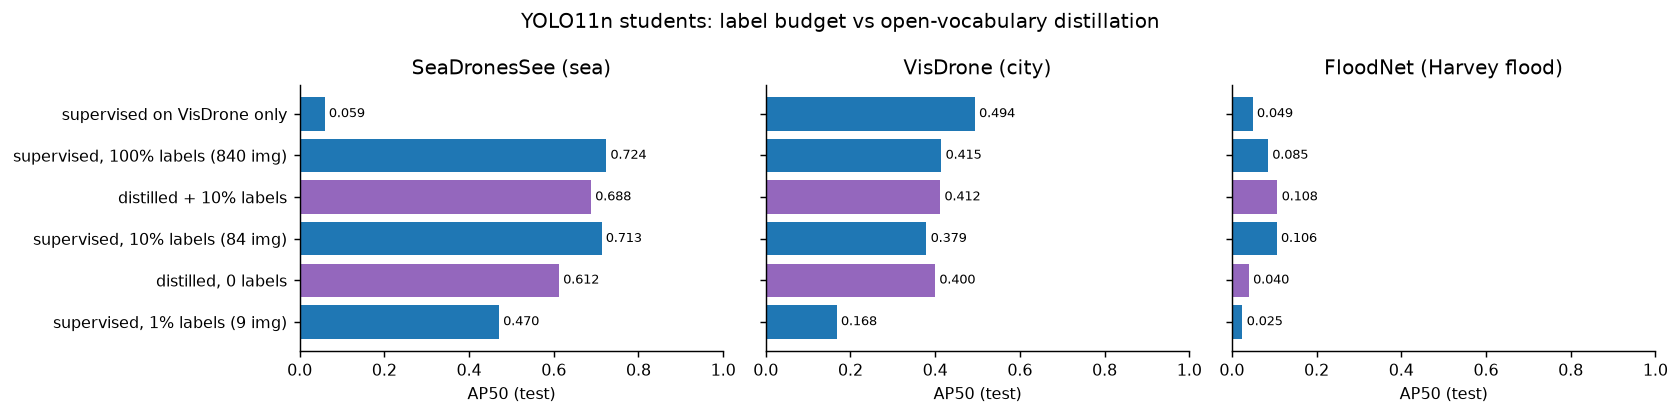 YOLO11n students: label budget vs open-vocabulary distillation
SeaDronesSee (sea)
VisDrone (city)
FloodNet (Harvey flood)
supervised on VisDrone only
0.059
0.494
0.049
supervised, 100% labels (840 img)
0.724
0.415
0.085
distilled + 10% labels
0.688
0.412
0.108
supervised, 10% labels (84 img)
0.713
0.379
0.106
distilled, 0 labels
0.612
0.400
0.040
supervised, 1% labels (9 img)
0.470
0.168
0.025
0.0 0.2 0.4 0.6 0.8 1.0
0.0 0.2 0.4 0.6 0.8 1.0
0.0 0.2 0.4 0.6 0.8 1.0
AP50 (test)
AP50 (test)
AP50 (test)